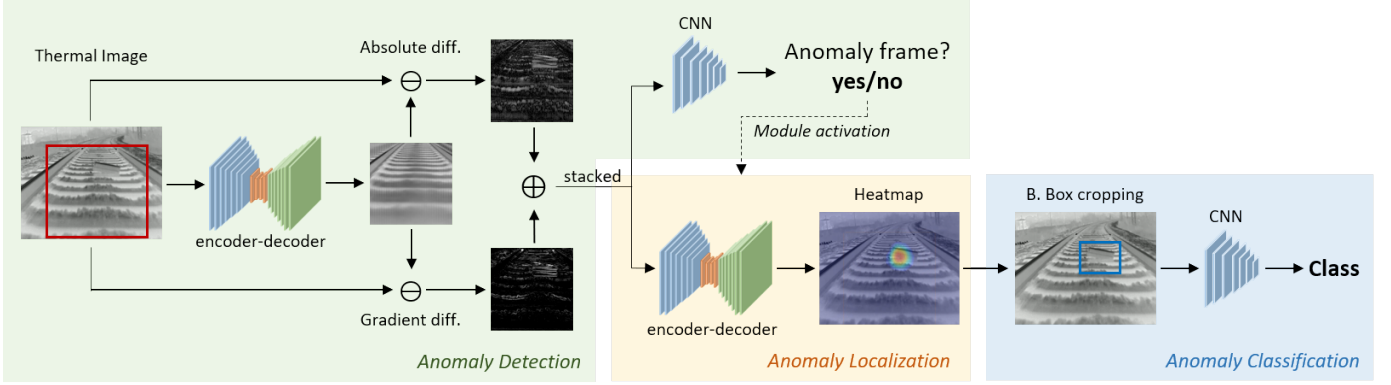 Thermal Image
Absolute diff.
encoder-decoder
Gradient diff.
stacked
CNN
Anomaly frame?
yes/no
Module activation
Anomaly Detection
Heatmap
encoder-decoder
Anomaly Localization
B. Box cropping
CNN
Class
Anomaly Classification